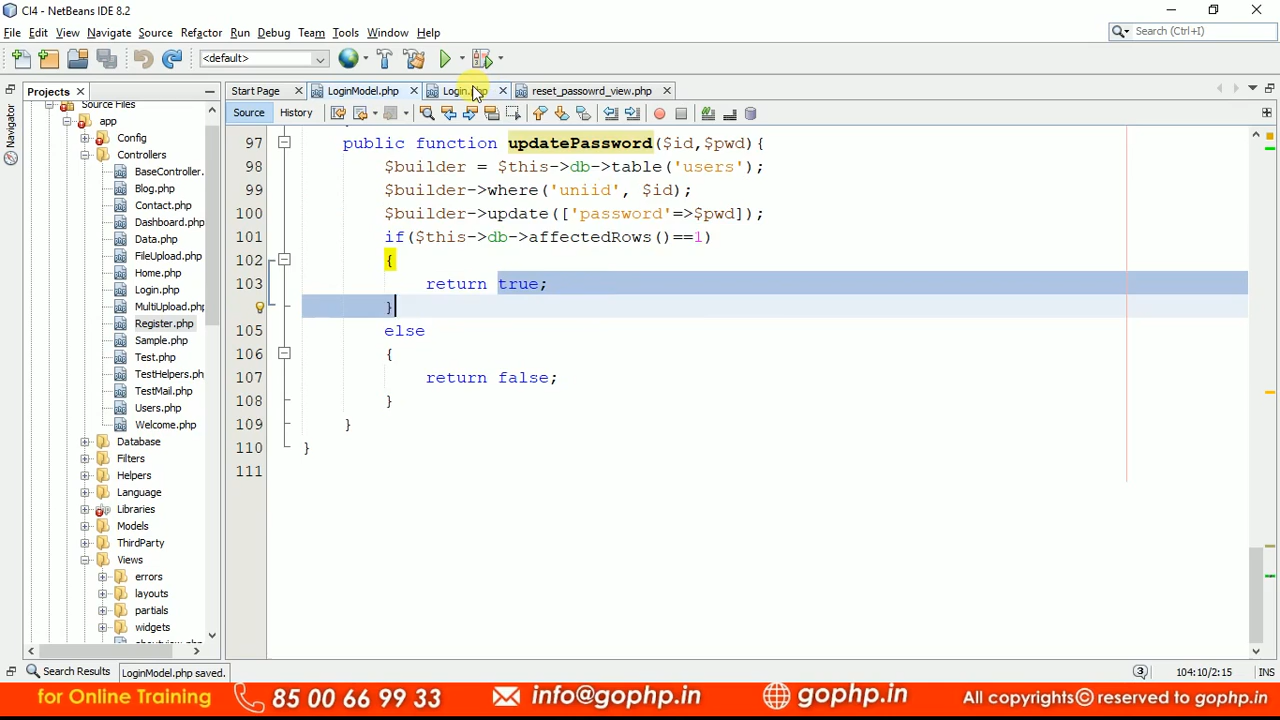 CI4 - NetBeans IDE 8.2
File Edit View Navigate Source Refactor Run Debug Team Tools Window Help
Search (Ctrl+I)
<default>
Projects
Start Page
LoginModel.php
reset_passowrd_view.php
Navigator
Source History
Source Files
app
Config
Controllers
BaseController.
Blog.php
Contact.php
Dashboard.php
Data.php
FileUpload.php
Home.php
Login.php
MultiUpload.php
Register.php
Sample.php
Test.php
TestHelpers.ph
TestMail.php
Users.php
Welcome.php
Database
Filters
Helpers
Language
Libraries
Models
ThirdParty
Views
errors
layouts
partials
widgets
97 public function updatePassword($id,$pwd){
98 $builder = $this->db->table('users');
99 $builder->where('uniid', $id);
100 $builder->update(['password'=>$pwd]);
101 if($this->db->affectedRows()==1)
102 {
103 return true;
}
105 else
106 {
107 return false;
108 }
109 }
110 }
111
Search Results
LoginModel.php saved.
3
104:10/2:15
INS
for Online Training 85 00 66 99 33 info@gophp.in gophp.in All copyrights© reserved to gophp.in